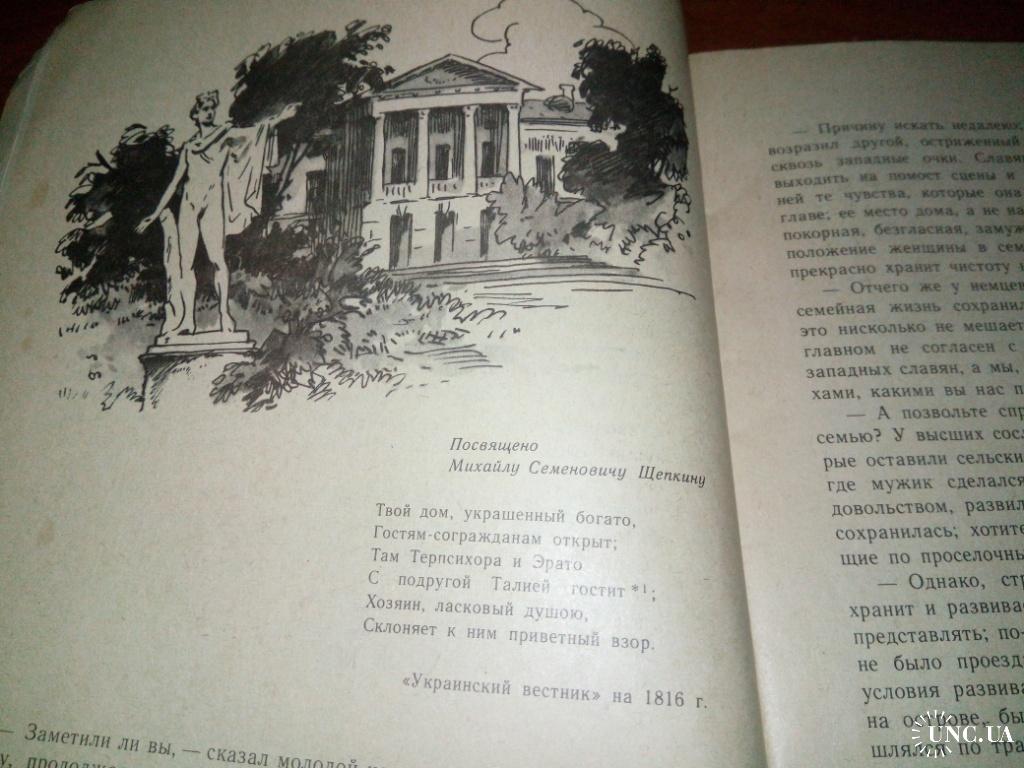 Посвящено
Михайлу Семеновичу Щепкину
Твой дом, украшенный богато,
Гостям-согражданам открыт;
Там Терпсихора и Эрато
С подругой Талией гостит *¹;
Хозяин, ласковый душою,
Склоняет к ним приветный взор.
«Украинский вестник» на 1816 г.
— Заметили ли вы, — сказал молодой
— Причину искать недалеко;
возразил другой, остриженный
сквозь западные очки. Славян
выходить на помост сцены и
ней те чувства, которые она
главе; ее место дома, а не на
покорная, безгласная, замуж
положение женщины в сем
прекрасно хранит чистоту
— Отчего же у немцев
семейная жизнь сохранил
это нисколько не мешает
главном не согласен с
западных славян, а мы,
хами, какими вы нас п
— А позвольте спр
семью? У высших сосл
рые оставили сельски
где мужик сделался
довольством, развил
сохранилась; хотите
щие по проселочны
— Однако, стр
хранит и развива
представлять; по-
не было проезд
условия развива
на острове, бы
шлялся по тра
UNC.UA